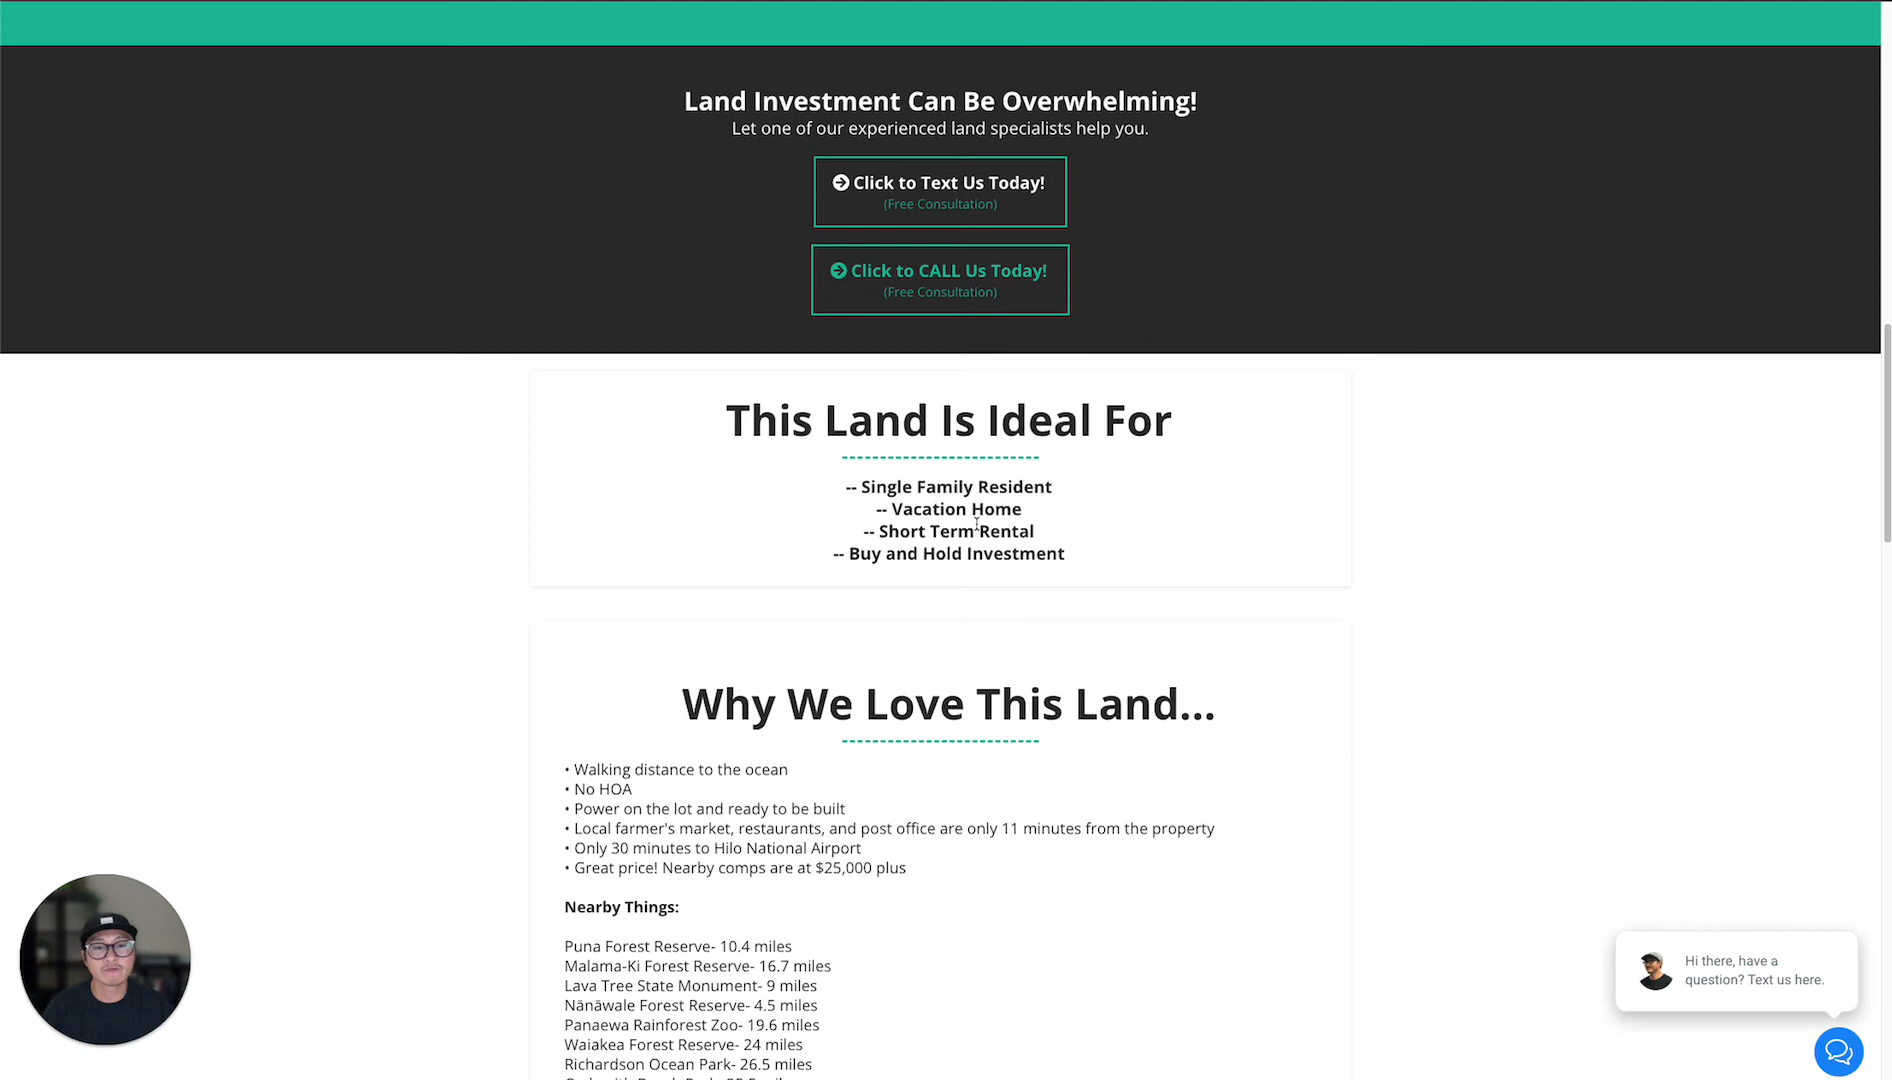 Land Investment Can Be Overwhelming!
Let one of our experienced land specialists help you.
Click to Text Us Today!
(Free Consultation)
Click to CALL Us Today!
(Free Consultation)
This Land Is Ideal For
-- Single Family Resident
-- Vacation Home
-- Short Term Rental
-- Buy and Hold Investment
Why We Love This Land...
• Walking distance to the ocean
• No HOA
• Power on the lot and ready to be built
• Local farmer's market, restaurants, and post office are only 11 minutes from the property
• Only 30 minutes to Hilo National Airport
• Great price! Nearby comps are at $25,000 plus
Nearby Things:
Puna Forest Reserve- 10.4 miles
Malama-Ki Forest Reserve- 16.7 miles
Lava Tree State Monument- 9 miles
Nānāwale Forest Reserve- 4.5 miles
Panaewa Rainforest Zoo- 19.6 miles
Waiakea Forest Reserve- 24 miles
Richardson Ocean Park- 26.5 miles
Hi there, have a
question? Text us here.